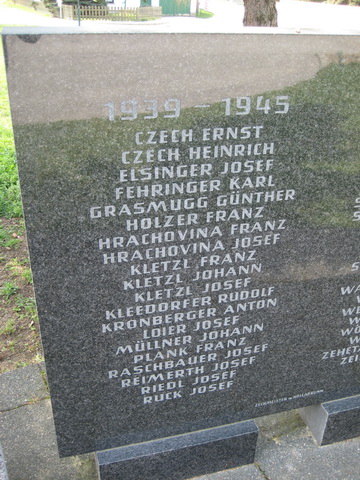 1939 - 1945
CZECH ERNST
CZECH HEINRICH
ELSINGER JOSEF
FEHRINGER KARL
GRASMUGG GÜNTHER
HOLZER FRANZ
HRACHOVINA FRANZ
HRACHOVINA JOSEF
KLETZL FRANZ
KLETZL JOHANN
KLETZL JOSEF
KLEEDORFER RUDOLF
KRONBERGER ANTON
LOIER JOSEF
MÜLLNER JOHANN
PLANK FRANZ
RASCHBAUER JOSEF
REIMERTH JOSEF
RIEDL JOSEF
RUCK JOSEF